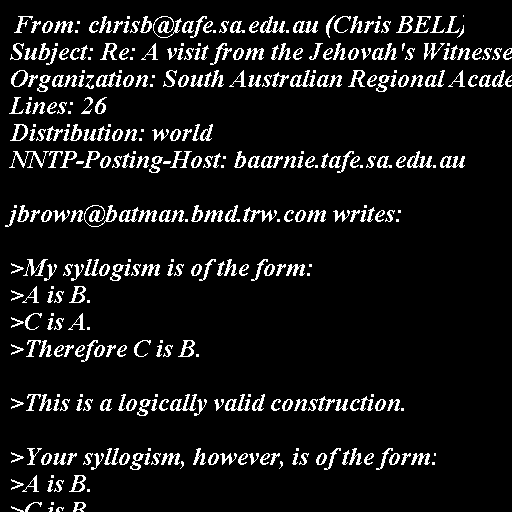 From: chrisb@tafe.sa.edu.au (Chris BELL)
Subject: Re: A visit from the Jehovah's Witnesse
Organization: South Australian Regional Acade
Lines: 26
Distribution: world
NNTP-Posting-Host: baarnie.tafe.sa.edu.au
jbrown@batman.bmd.trw.com writes:
>My syllogism is of the form:
>A is B.
>C is A.
>Therefore C is B.
>This is a logically valid construction.
>Your syllogism, however, is of the form:
>A is B.
>C is B.